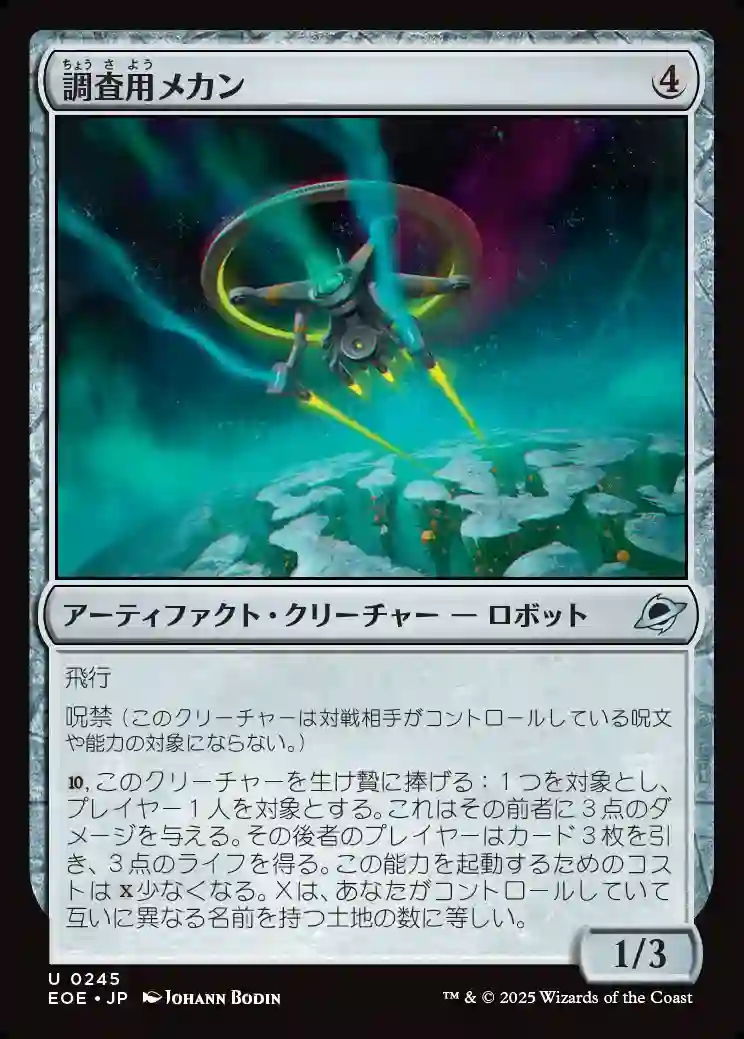 ちょうさよう
調査用メカン
4
アーティファクト・クリーチャー — ロボット
飛行
呪禁（このクリーチャーは対戦相手がコントロールしている呪文
や能力の対象にならない。）
10, このクリーチャーを生け贄に捧げる：１つを対象とし、
プレイヤー１人を対象とする。これはその前者に３点のダ
メージを与える。その後者のプレイヤーはカード３枚を引
き、３点のライフを得る。この能力を起動するためのコス
トは X 少なくなる。Ｘは、あなたがコントロールしていて
互いに異なる名前を持つ土地の数に等しい。
1/3
U 0245
EOE • JP JOHANN BODIN
™ & © 2025 Wizards of the Coast